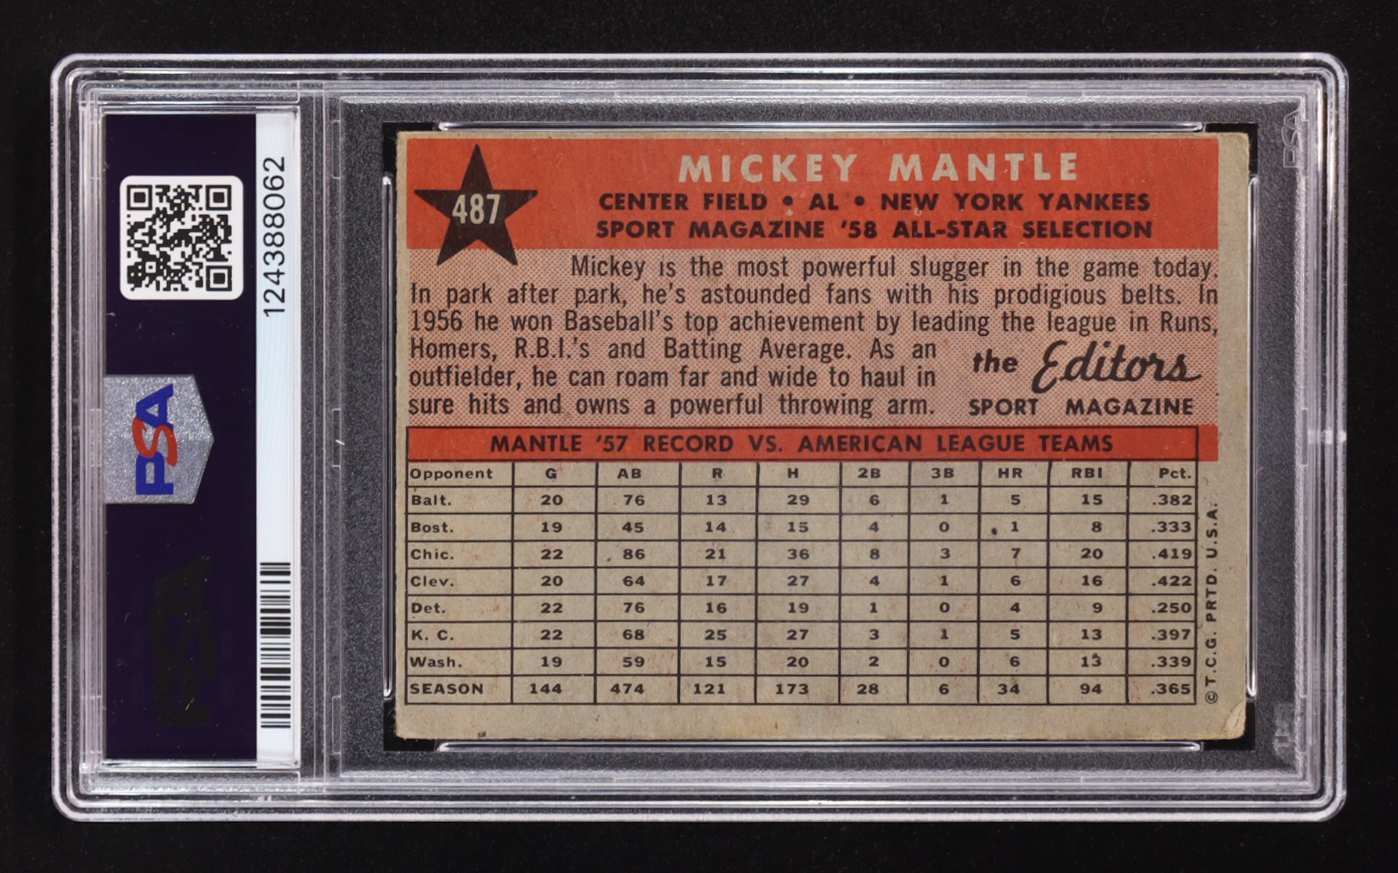 124388062
PSA
487
MICKEY MANTLE
CENTER FIELD • AL • NEW YORK YANKEES
SPORT MAGAZINE '58 ALL-STAR SELECTION
Mickey is the most powerful slugger in the game today.
In park after park, he's astounded fans with his prodigious belts. In
1956 he won Baseball's top achievement by leading the league in Runs,
Homers, R.B.I.'s and Batting Average. As an
outfielder, he can roam far and wide to haul in
sure hits and owns a powerful throwing arm.
the Editors
SPORT MAGAZINE
MANTLE '57 RECORD VS. AMERICAN LEAGUE TEAMS
Opponent G AB R H 2B 3B HR RBI Pct.
Balt. 20 76 13 29 6 1 5 15 .382
Bost. 19 45 14 15 4 0 1 8 .333
Chic. 22 86 21 36 8 3 7 20 .419
Clev. 20 64 17 27 4 1 6 16 .422
Det. 22 76 16 19 1 0 4 9 .250
K. C. 22 68 25 27 3 1 5 13 .397
Wash. 19 59 15 20 2 0 6 13 .339
SEASON 144 474 121 173 28 6 34 94 .365
© T.C.G. PRTD. U.S.A.
PSA
PSA